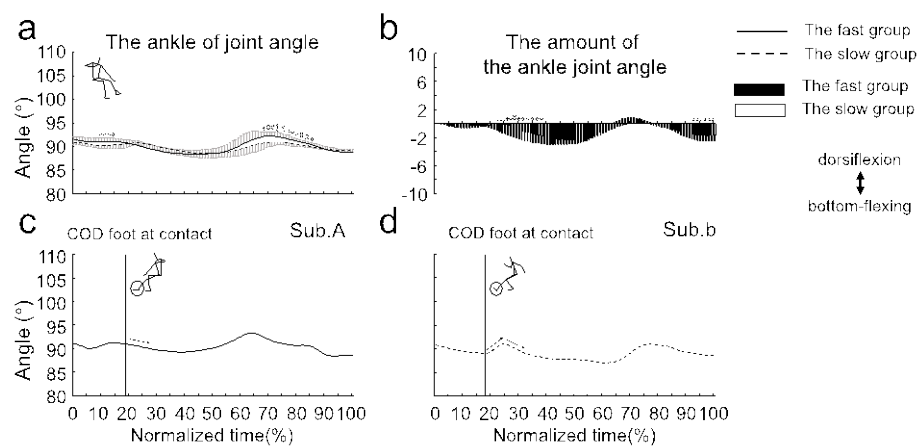 a
The ankle of joint angle
110
105
100
95
90
85
80
Angle (°)
b
The amount of
the ankle joint angle
10
6
2
-2
-6
-10
The fast group
The slow group
The fast group
The slow group
dorsiflexion
bottom-flexing
c
COD foot at contact
Sub.A
110
105
100
95
90
85
80
Angle (°)
0 10 20 30 40 50 60 70 80 90 100
Normalized time(%)
d
COD foot at contact
Sub.b
0 10 20 30 40 50 60 70 80 90 100
Normalized time(%)